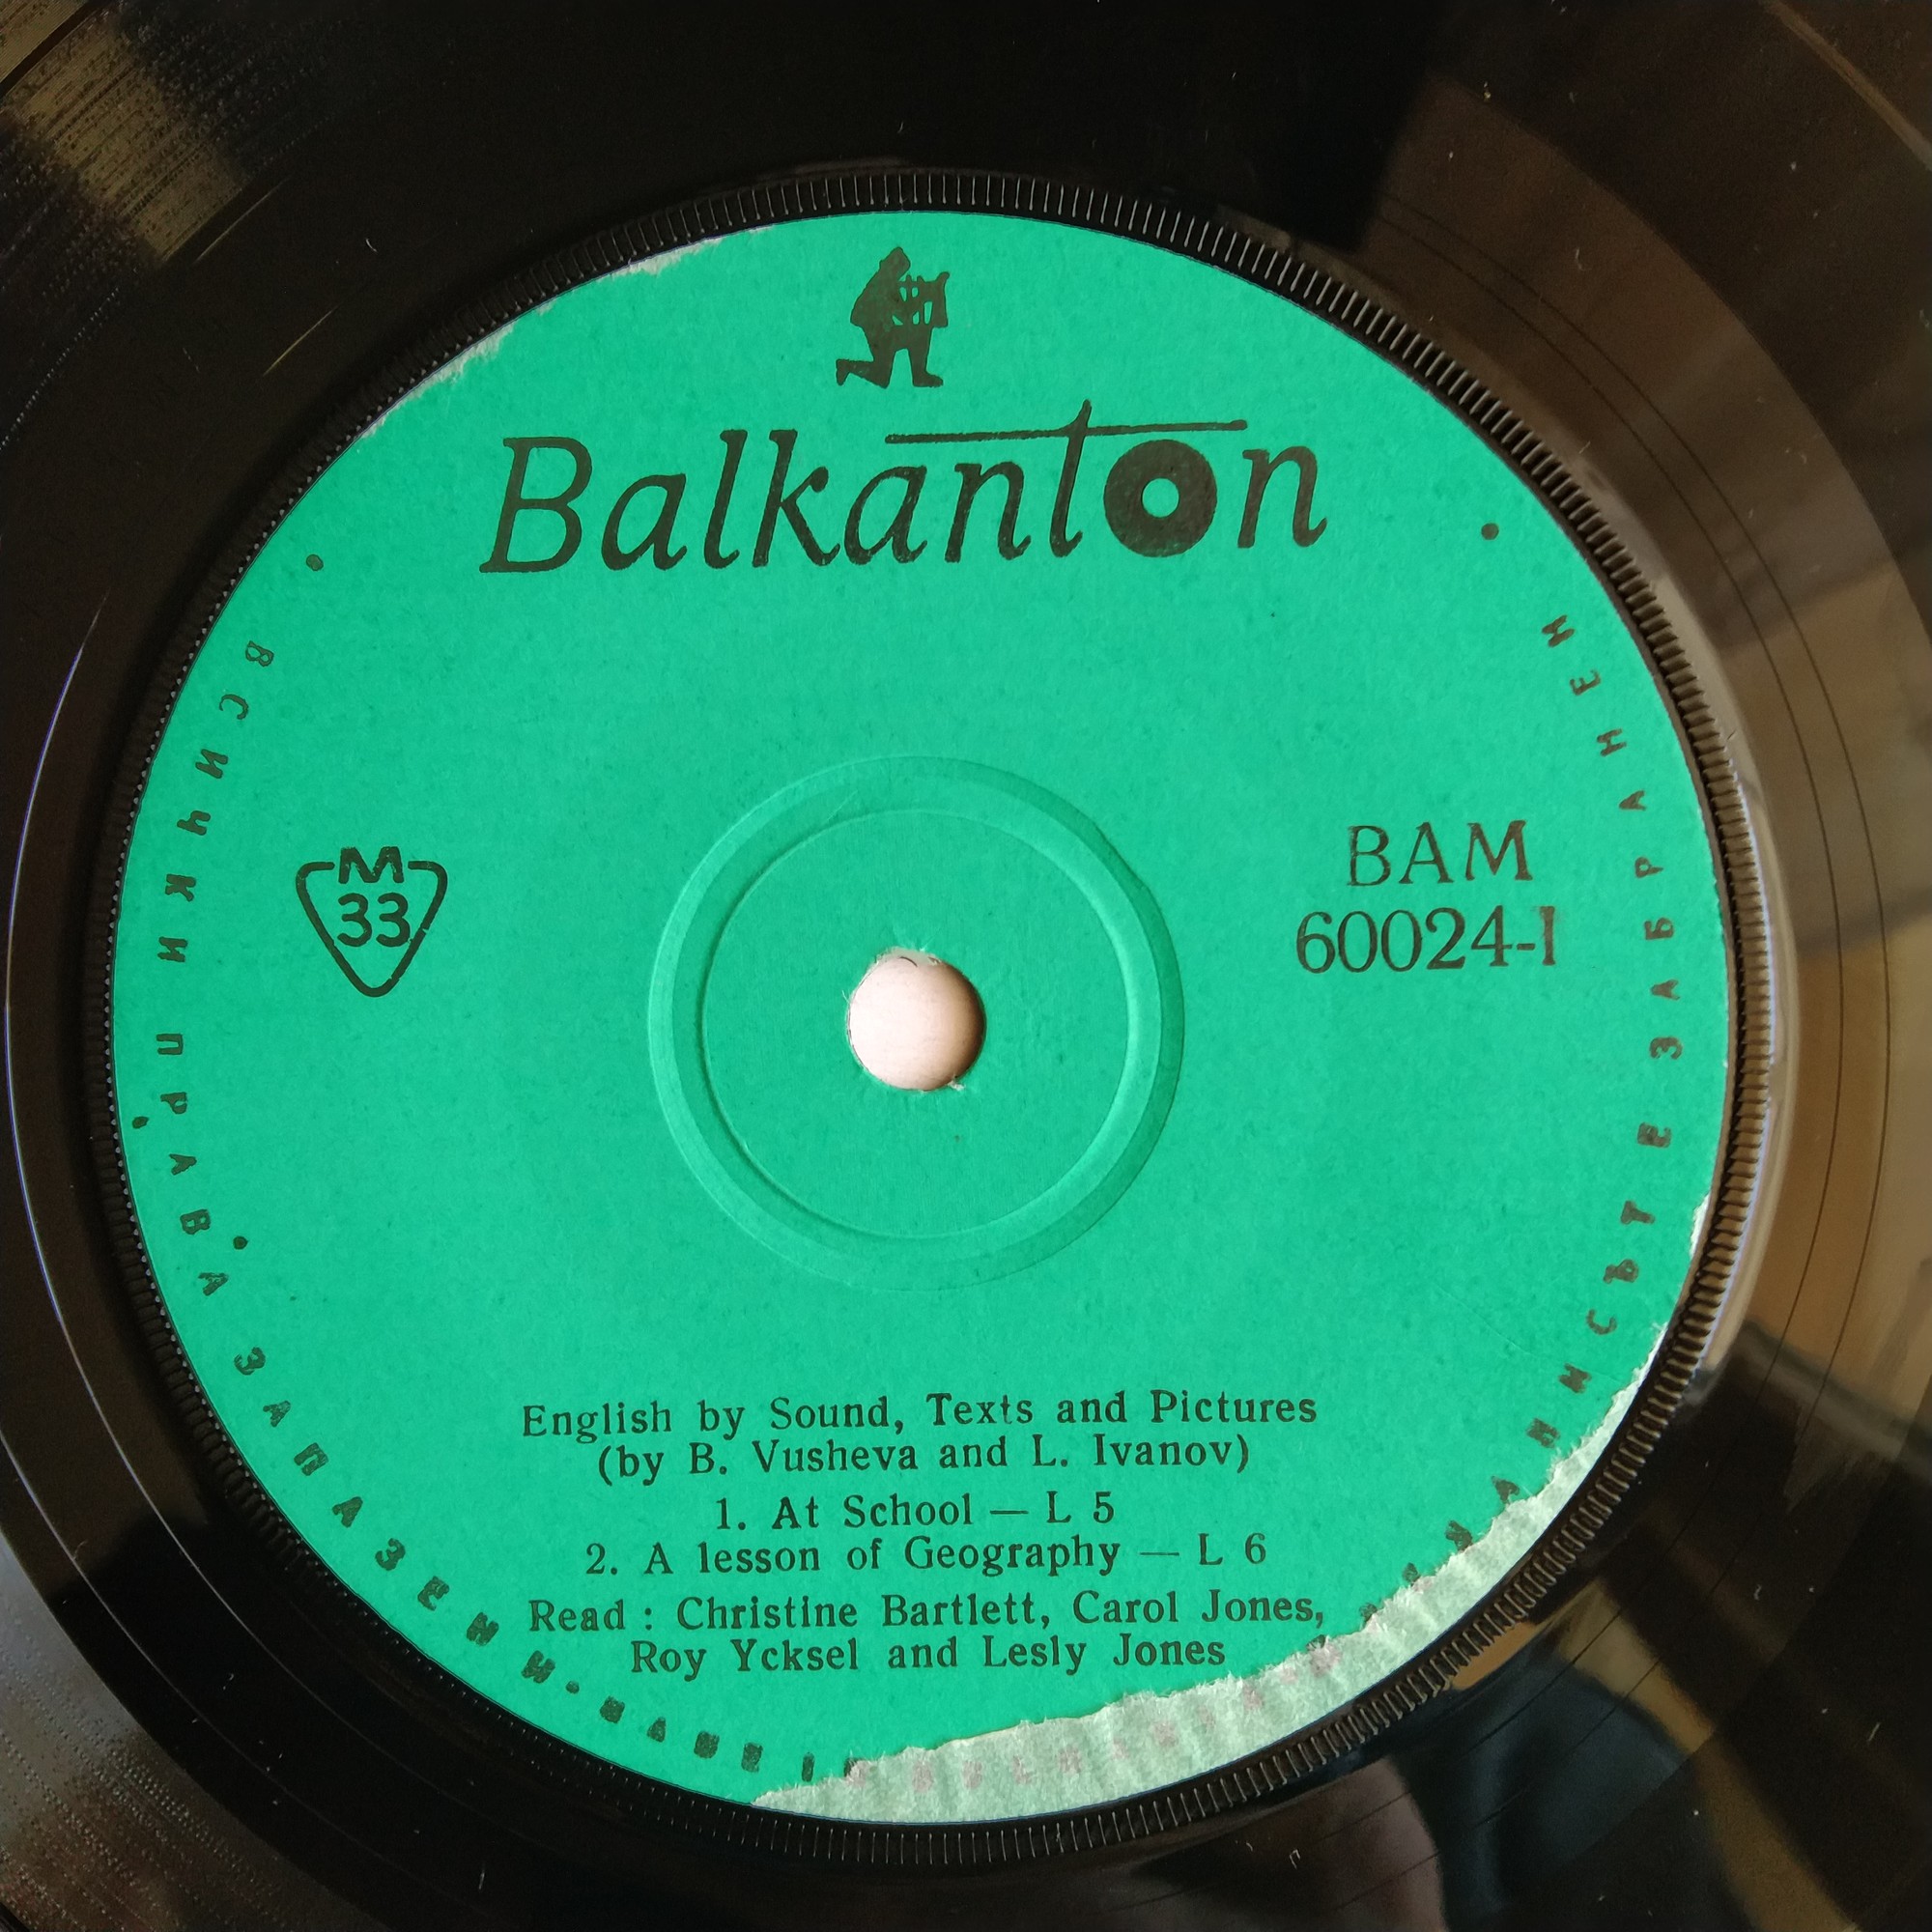 Balkanton
M
33
BAM
60024-I
English by Sound, Texts and Pictures
(by B. Vusheva and L. Ivanov)
1. At School — L 5
2. A lesson of Geography — L 6
Read : Christine Bartlett, Carol Jones,
Roy Ycksel and Lesly Jones
ВСИЧКИ ПРАВА ЗАПАЗЕНИ
ЗАПИСЪТ Е ЗАБРАНЕН